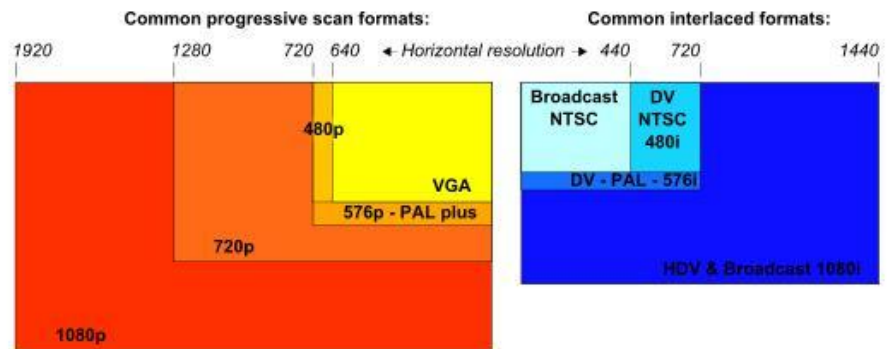 Common progressive scan formats:
Common interlaced formats:
1920 1280 720 640 ◄ Horizontal resolution ► 440 720 1440
480p
VGA
576p - PAL plus
720p
1080p
Broadcast
NTSC
DV
NTSC
480i
DV - PAL - 576i
HDV & Broadcast 1080i